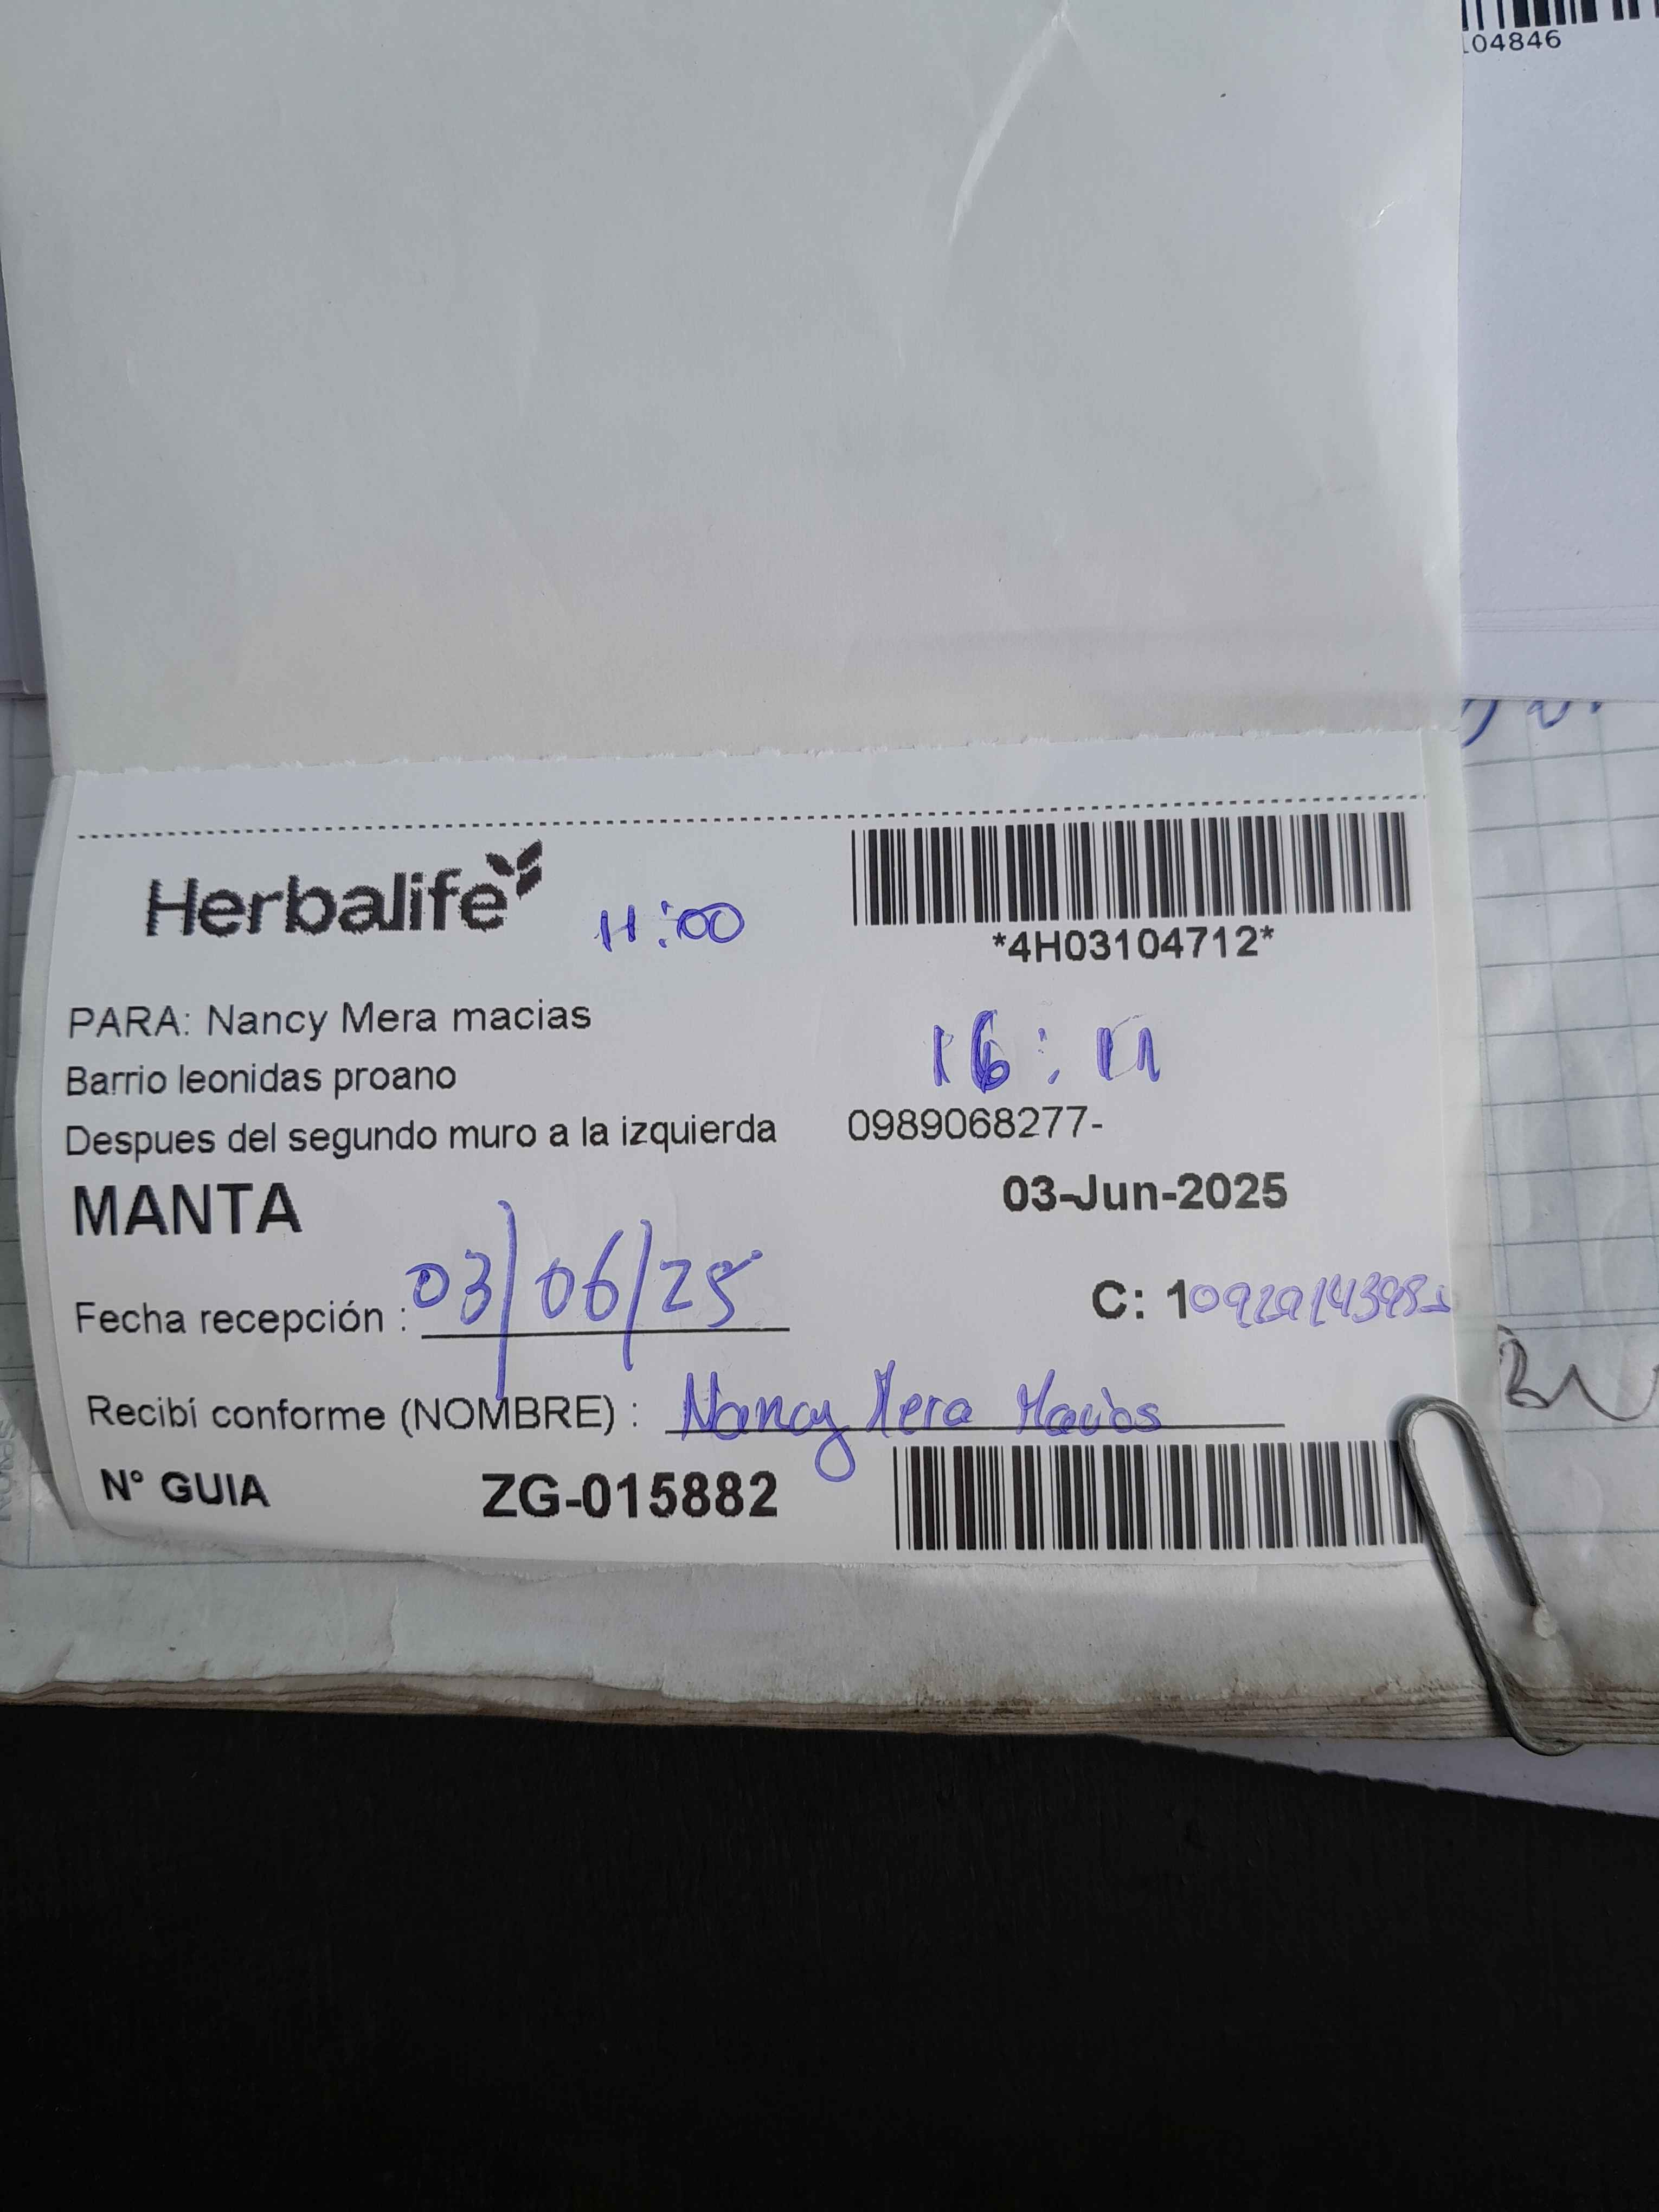 104846
Herbalife
11:00
*4H03104712*
PARA: Nancy Mera macias
16:11
Barrio leonidas proano
Despues del segundo muro a la izquierda 0989068277-
MANTA 03-Jun-2025
Fecha recepción : 03/06/25
C: 1
Recibí conforme (NOMBRE) : Nancy Mera Macias
N° GUIA ZG-015882